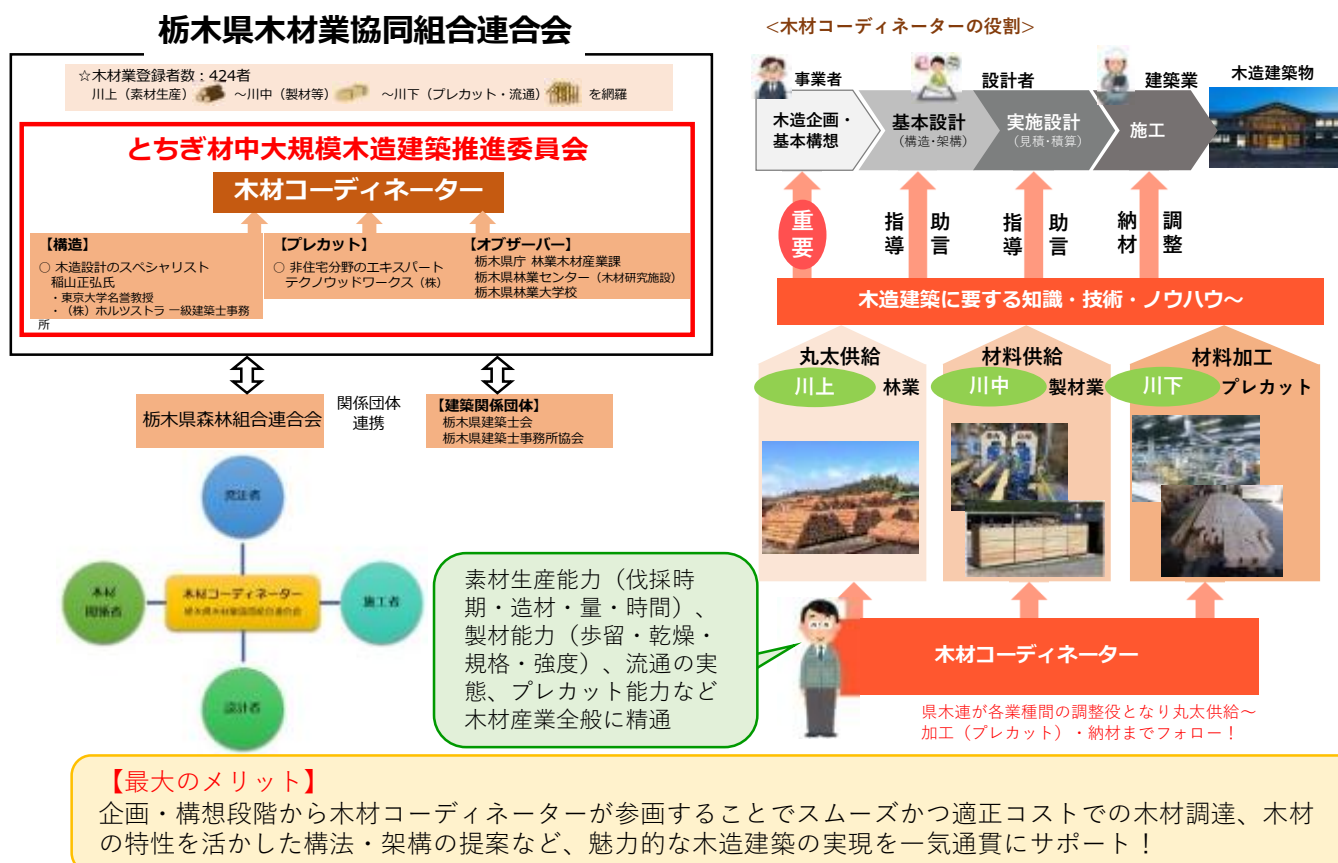 栃木県木材業協同組合連合会
☆木材業登録者数：424者
川上（素材生産） ～川中（製材等） ～川下（プレカット・流通） を網羅
とちぎ材中大規模木造建築推進委員会
木材コーディネーター
【構造】
○ 木造設計のスペシャリスト
稲山正弘氏
・東京大学名誉教授
・（株）ホルツストラ 一級建築士事務
所
【プレカット】
○ 非住宅分野のエキスパート
テクノウッドワークス（株）
【オブザーバー】
栃木県庁 林業木材産業課
栃木県林業センター（木材研究施設）
栃木県林業大学校
栃木県森林組合連合会
関係団体
連携
【建築関係団体】
栃木県建築士会
栃木県建築士事務所協会
発注者
木材
関係者
木材コーディネーター
栃木県木材業協同組合連合会
施工者
設計者
素材生産能力（伐採時
期・造材・量・時間）、
製材能力（歩留・乾燥・
規格・強度）、流通の実
態、プレカット能力など
木材産業全般に精通
<木材コーディネーターの役割>
事業者
設計者
建築業
木造建築物
木造企画・
基本構想
基本設計
（構造・架構）
実施設計
（見積・積算）
施工
重要
指導
助言
指導
助言
納材
調整
木造建築に要する知識・技術・ノウハウ～
丸太供給
川上 林業
材料供給
川中 製材業
材料加工
川下 プレカット
木材コーディネーター
県木連が各業種間の調整役となり丸太供給～
加工（プレカット）・納材までフォロー！
【最大のメリット】
企画・構想段階から木材コーディネーターが参画することでスムーズかつ適正コストでの木材調達、木材
の特性を活かした構法・架構の提案など、魅力的な木造建築の実現を一気通貫にサポート！